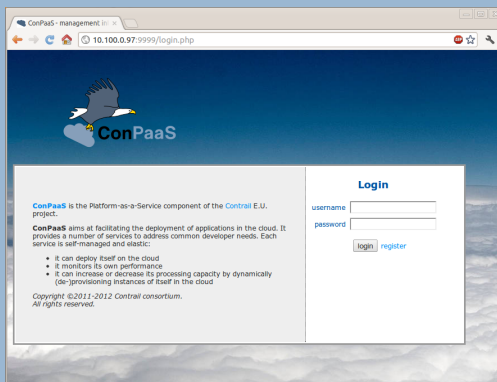 ConPaaS - management in
10.100.0.97:9999/login.php
ABP
ConPaaS
ConPaaS is the Platform-as-a-Service component of the Contrail E.U.
project.
ConPaaS aims at facilitating the deployment of applications in the cloud. It
provides a number of services to address common developer needs. Each
service is self-managed and elastic:
• it can deploy itself on the cloud
• it monitors its own performance
• it can increase or decrease its processing capacity by dynamically
(de-)provisioning instances of itself in the cloud
Copyright ©2011-2012 Contrail consortium.
All rights reserved.
Login
username
password
login register